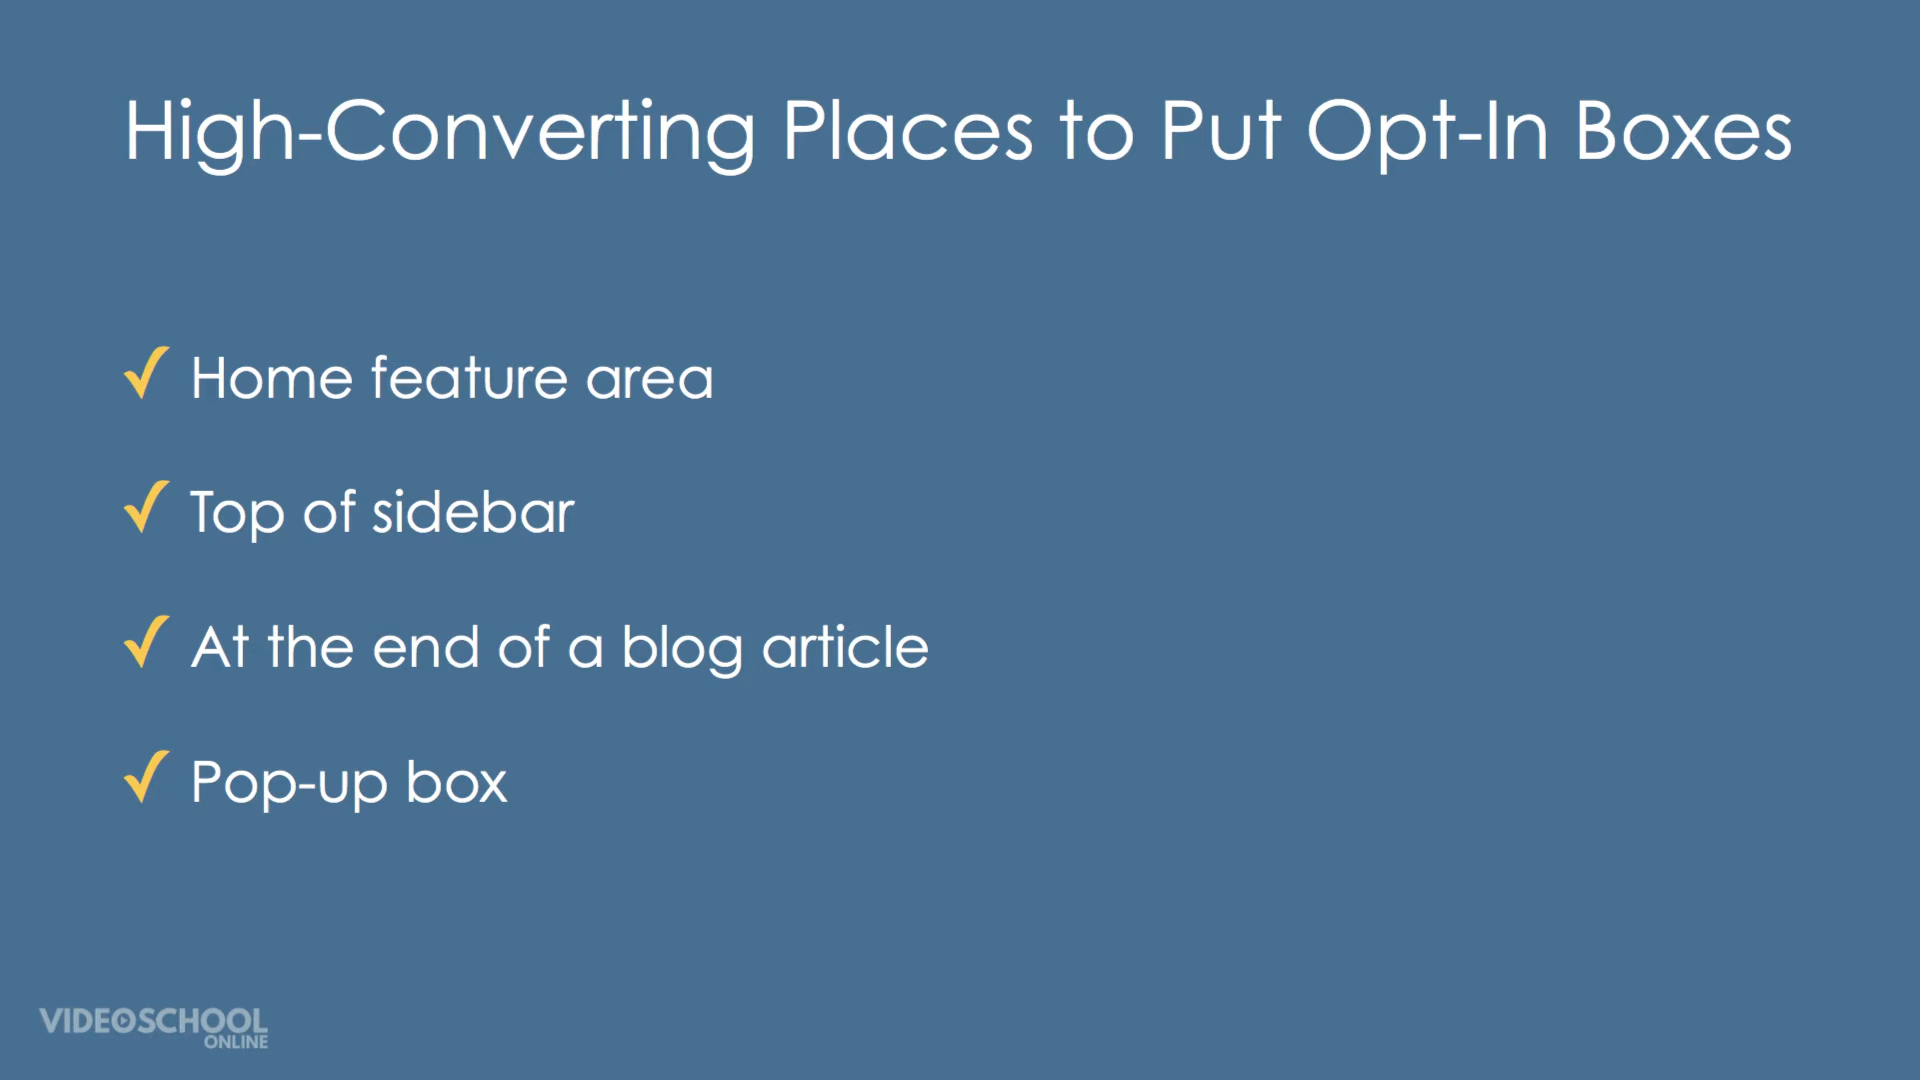 High-Converting Places to Put Opt-In Boxes
✓ Home feature area
✓ Top of sidebar
✓ At the end of a blog article
✓ Pop-up box
VIDEOSCHOOL
ONLINE